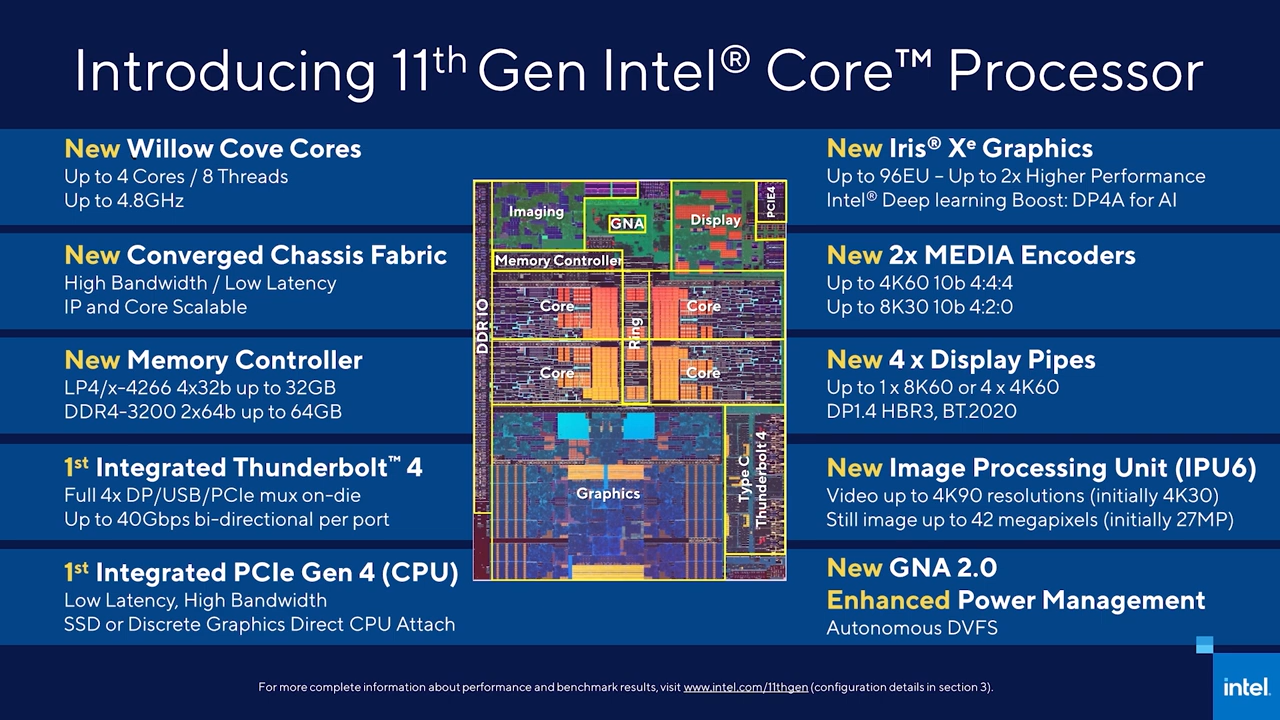 Introducing 11th Gen Intel® Core™ Processor
New Willow Cove Cores
Up to 4 Cores / 8 Threads
Up to 4.8GHz
New Converged Chassis Fabric
High Bandwidth / Low Latency
IP and Core Scalable
New Memory Controller
LP4/x-4266 4x32b up to 32GB
DDR4-3200 2x64b up to 64GB
1st Integrated Thunderbolt™ 4
Full 4x DP/USB/PCIe mux on-die
Up to 40Gbps bi-directional per port
1st Integrated PCIe Gen 4 (CPU)
Low Latency, High Bandwidth
SSD or Discrete Graphics Direct CPU Attach
Imaging
GNA
Display
PCIE4
Memory Controller
DDR IO
Core
Ring
Core
Core
Core
Graphics
Type C
Thunderbolt 4
New Iris® Xe Graphics
Up to 96EU – Up to 2x Higher Performance
Intel® Deep learning Boost: DP4A for AI
New 2x MEDIA Encoders
Up to 4K60 10b 4:4:4
Up to 8K30 10b 4:2:0
New 4 x Display Pipes
Up to 1 x 8K60 or 4 x 4K60
DP1.4 HBR3, BT.2020
New Image Processing Unit (IPU6)
Video up to 4K90 resolutions (initially 4K30)
Still image up to 42 megapixels (initially 27MP)
New GNA 2.0
Enhanced Power Management
Autonomous DVFS
For more complete information about performance and benchmark results, visit www.intel.com/11thgen (configuration details in section 3).
intel.